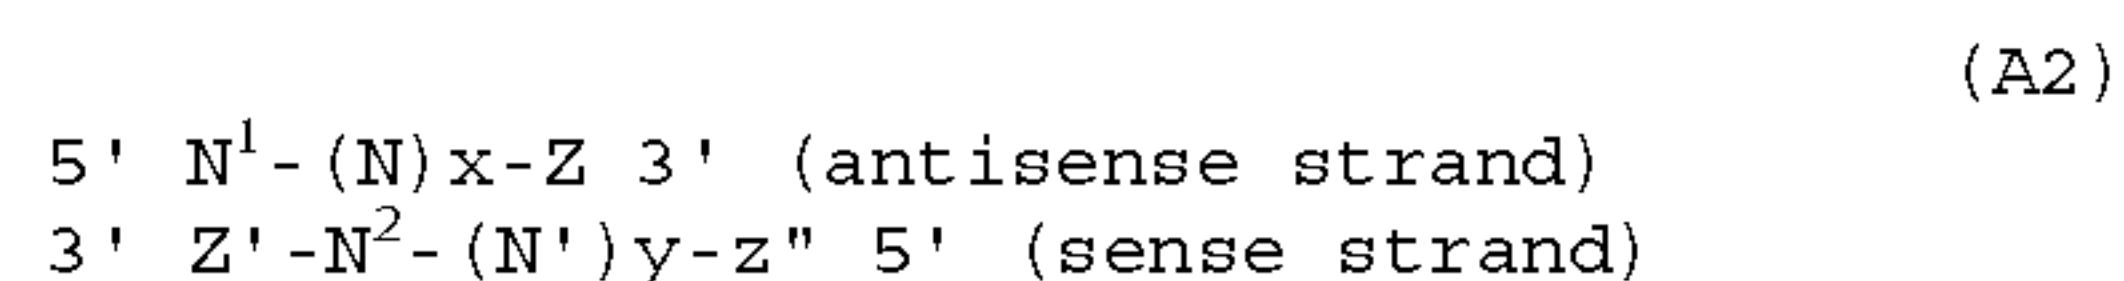 (A2)
5' N¹-(N)x-Z 3' (antisense strand)
3' Z'-N²-(N')y-z" 5' (sense strand)